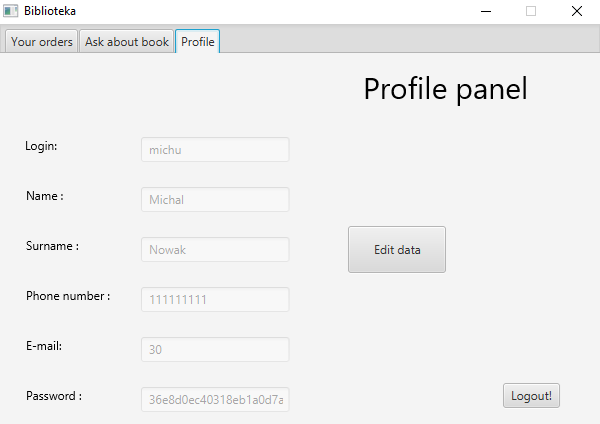 Biblioteka
Your orders
Ask about book
Profile
Profile panel
Login:
michu
Name :
Michal
Surname :
Nowak
Edit data
Phone number :
111111111
E-mail:
30
Password :
36e8d0ec40318eb1a0d7a
Logout!